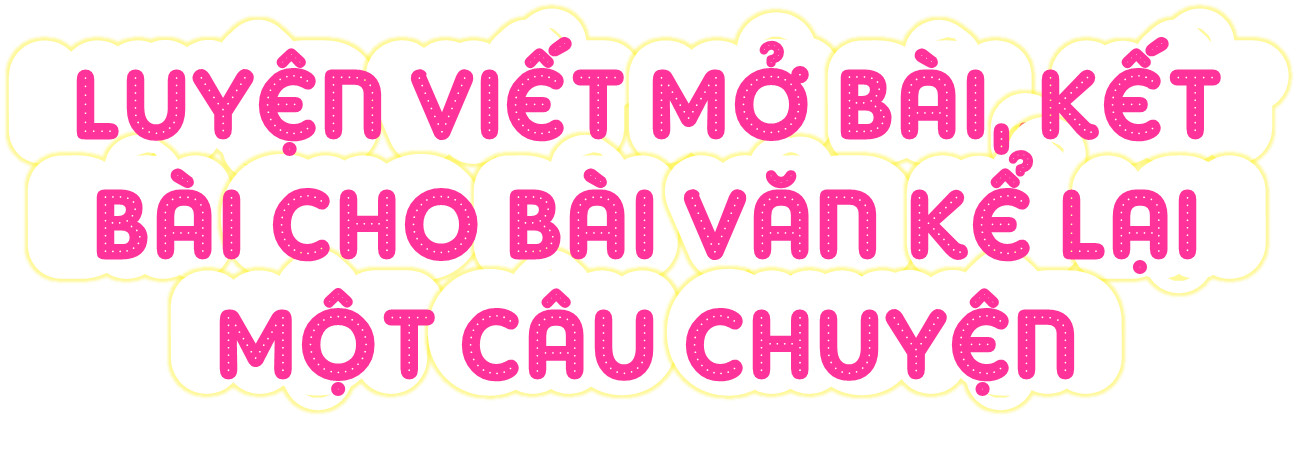 LUYỆN VIẾT MỞ BÀI, KẾT
BÀI CHO BÀI VĂN KỂ LẠI
MỘT CÂU CHUYỆN